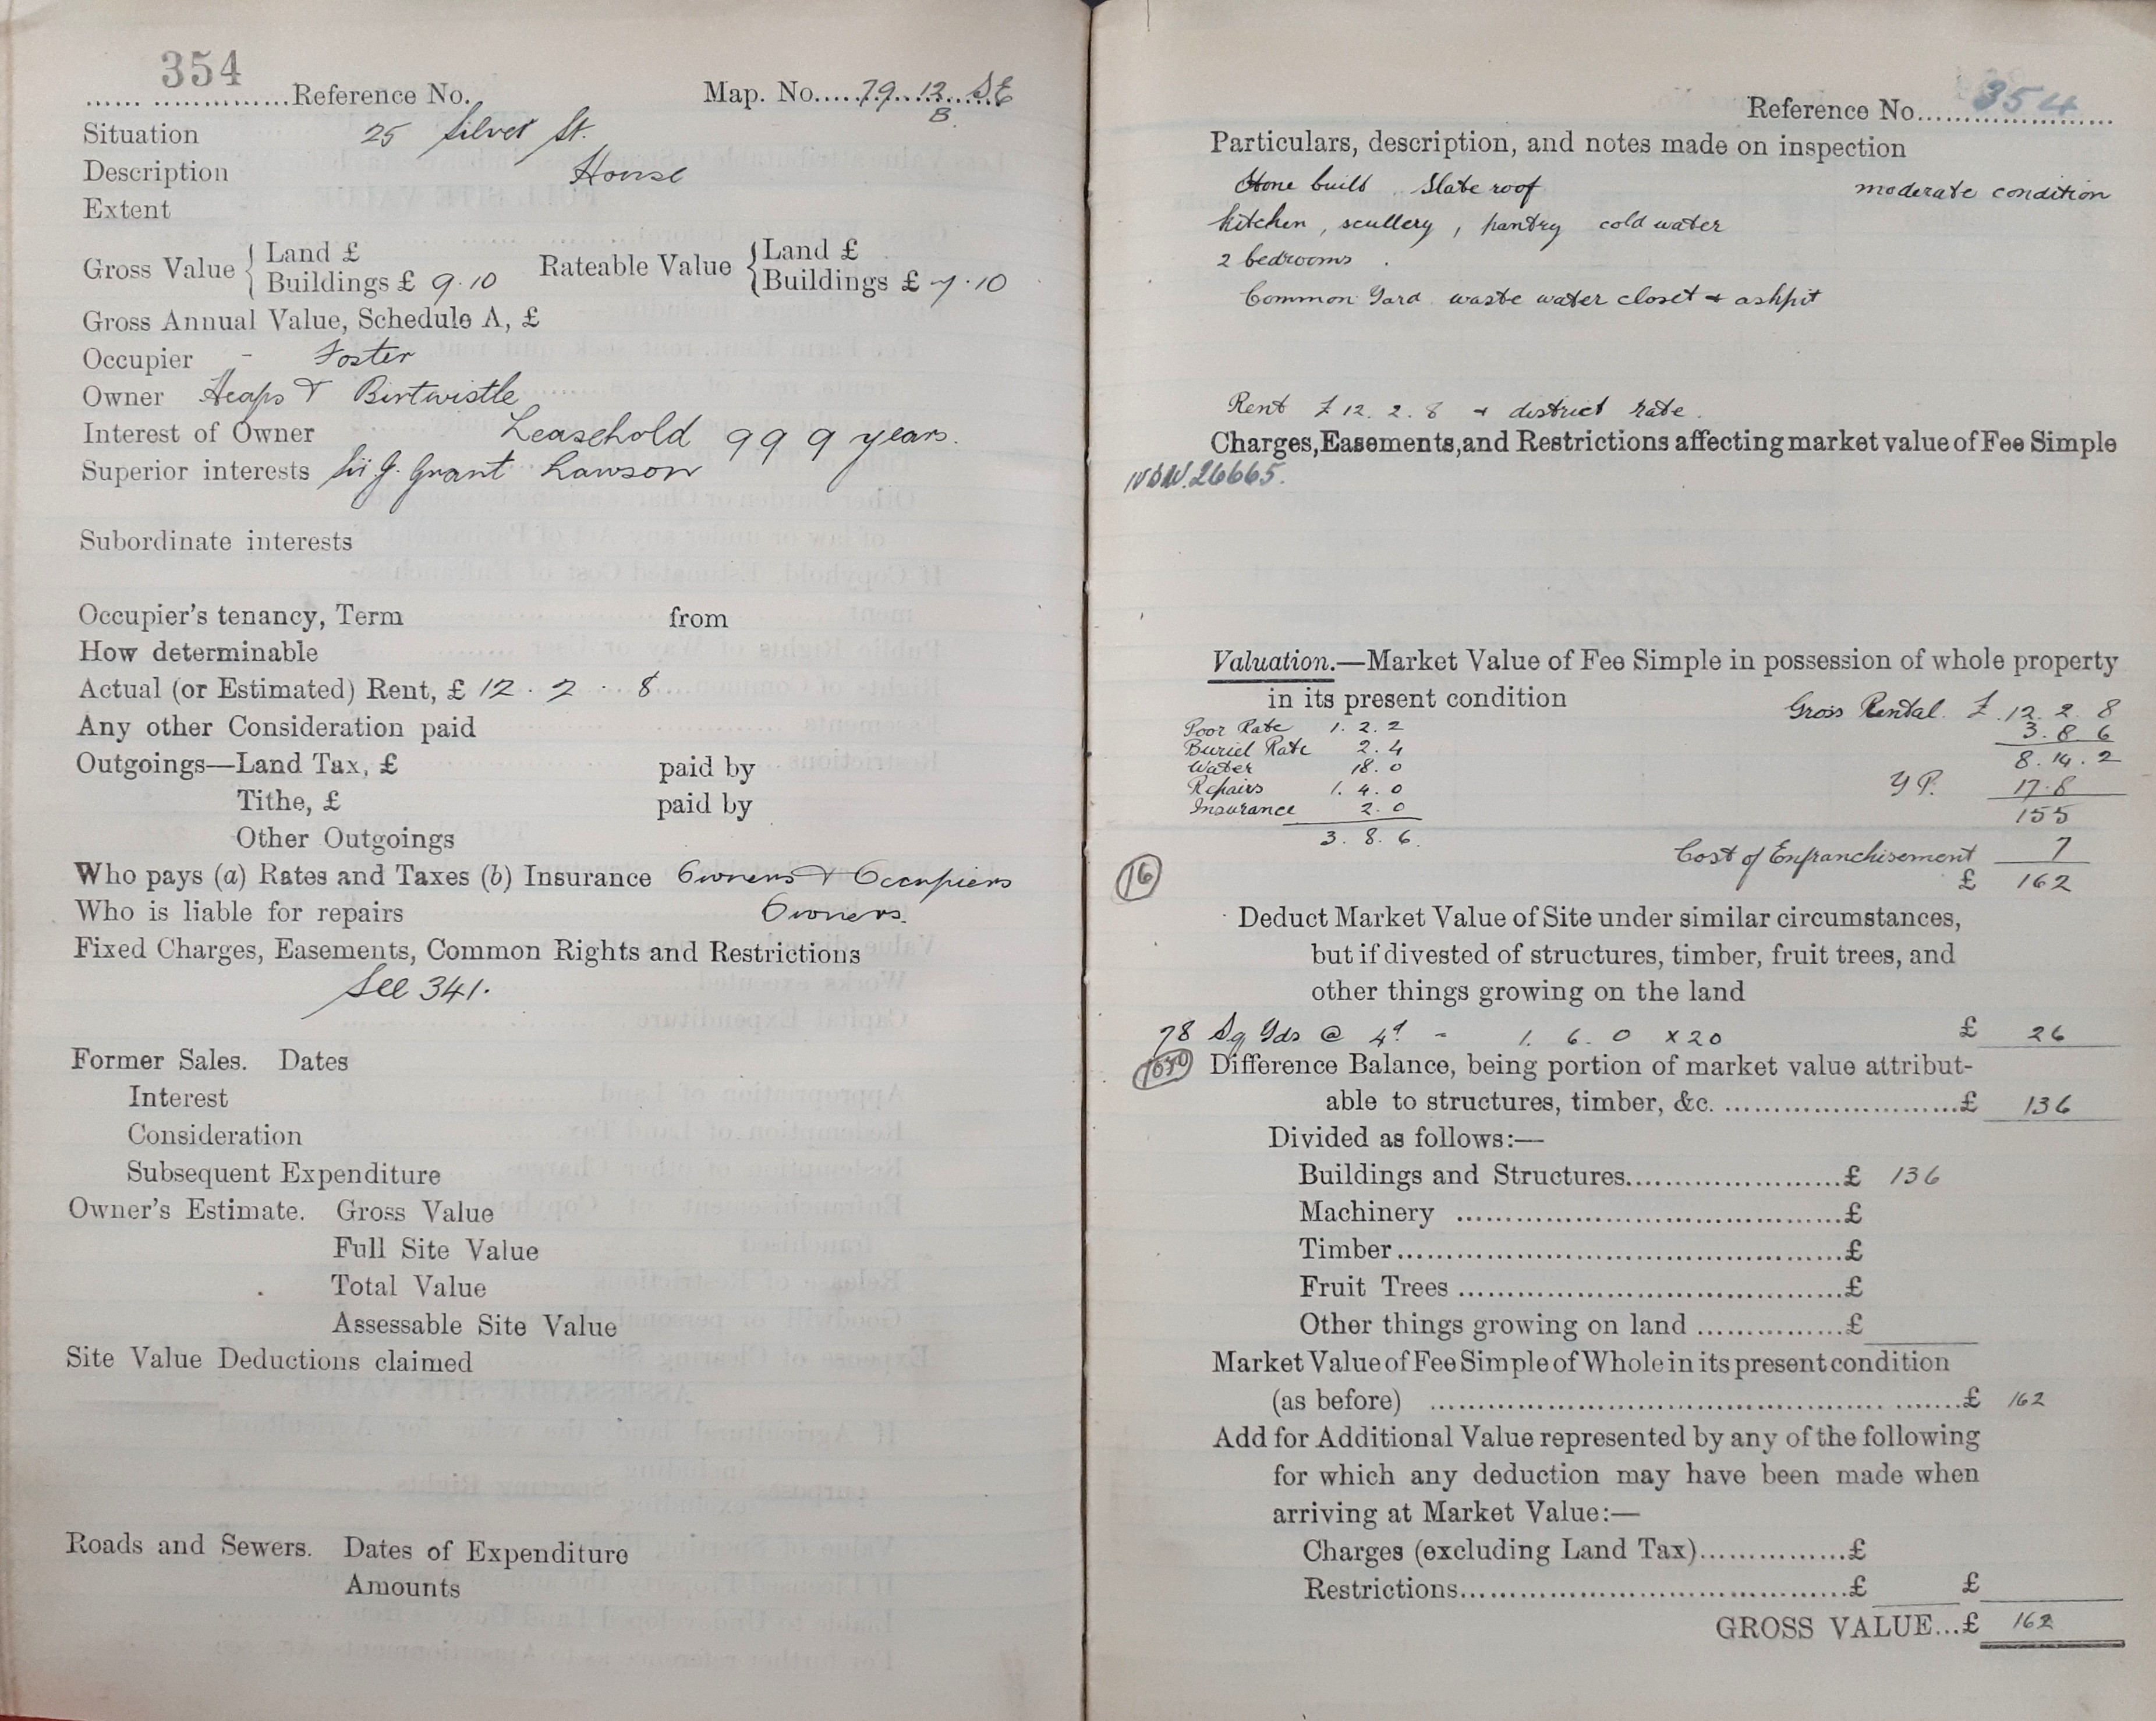 354
Reference No. Map. No. 79.12 SE
B.
Situation 25 Silver St.
Description House
Extent
Gross Value { Land £ Rateable Value { Land £
Buildings £ 9.10 Buildings £ 7.10
Gross Annual Value, Schedule A, £
Occupier - Foster
Owner Heaps & Birtwistle
Interest of Owner Leasehold 999 years.
Superior interests Sir J. Grant Lawson
Subordinate interests
Occupier's tenancy, Term from
How determinable
Actual (or Estimated) Rent, £ 12.2.8
Any other Consideration paid
Outgoings—Land Tax, £ paid by
Tithe, £ paid by
Other Outgoings
Who pays (a) Rates and Taxes (b) Insurance Owners & Occupiers
Who is liable for repairs Owners.
Fixed Charges, Easements, Common Rights and Restrictions
See 341.
Former Sales. Dates
Interest
Consideration
Subsequent Expenditure
Owner's Estimate. Gross Value
Full Site Value
Total Value
Assessable Site Value
Site Value Deductions claimed
Roads and Sewers. Dates of Expenditure
Amounts
Reference No. 354
Particulars, description, and notes made on inspection
Stone built Slate roof moderate condition
kitchen, scullery, pantry cold water
2 bedrooms.
Common Yard waste water closet & ashpit
Rent £12.2.8 & district rate.
Charges, Easements, and Restrictions affecting market value of Fee Simple
26665.
Valuation.—Market Value of Fee Simple in possession of whole property
in its present condition Gross Rental. £ 12.2.8
Poor Rate 1.2.2 3.8.6
Buriel Rate 2.4 8.14.2
Water 18.0
Repairs 1.4.0 Y P. 17.8
Insurance 2.0 155
3.8.6.
Cost of Enfranchisement 7
16 £ 162
Deduct Market Value of Site under similar circumstances,
but if divested of structures, timber, fruit trees, and
other things growing on the land
78 Sq Yds @ 4d - 1.6.0 x 20 £ 26
Difference Balance, being portion of market value attribut-
able to structures, timber, &c. £ 136
Divided as follows:—
Buildings and Structures £ 136
Machinery £
Timber £
Fruit Trees £
Other things growing on land £
Market Value of Fee Simple of Whole in its present condition
(as before) £ 162
Add for Additional Value represented by any of the following
for which any deduction may have been made when
arriving at Market Value:—
Charges (excluding Land Tax) £
Restrictions £ £
GROSS VALUE...£ 162